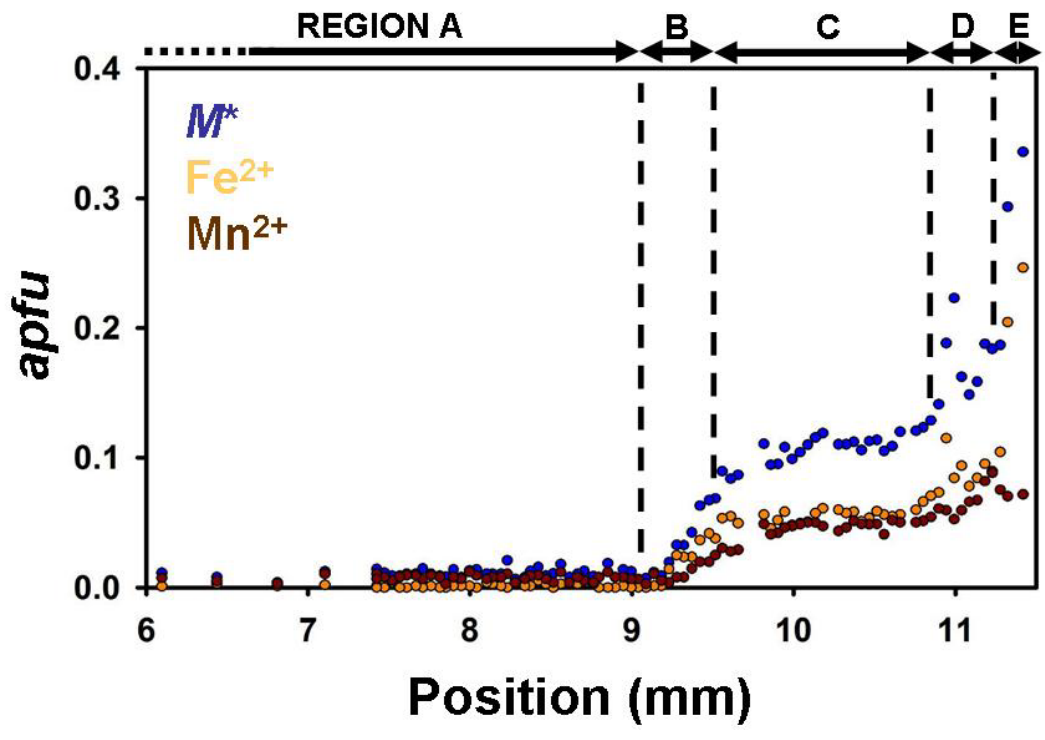 REGION A B C D E
0.4
M*
Fe²⁺
0.3
Mn²⁺
apfu
0.2
0.1
0.0
6 7 8 9 10 11
Position (mm)